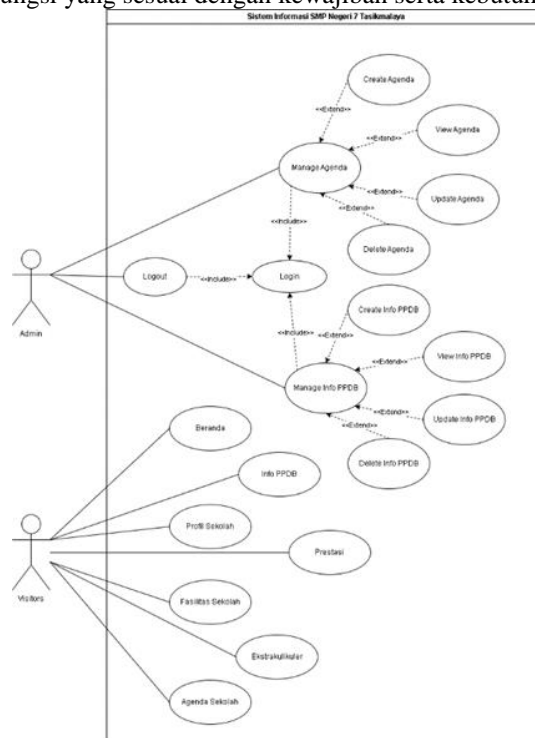 ungsi yang sesuai dengan kewajiban serta kebutun
Sistem Informasi SMP Negeri 7 Tasikmalaya
Create Agenda
<<Extend>>
View Agenda
<<Extend>>
Manage Agenda
<<Extend>>
Update Agenda
<<Extend>>
<<Include>>
Delete Agenda
Logout
<<Include>>
Login
Admin
Create Info PPDB
<<Include>>
<<Extend>>
View Info PPDB
<<Extend>>
Manage Info PPDB
<<Extend>>
Update Info PPDB
<<Extend>>
Delete Info PPDB
Beranda
Info PPDB
Profil Sekolah
Prestasi
Visitors
Fasilitas Sekolah
Ekstrakulikuler
Agenda Sekolah